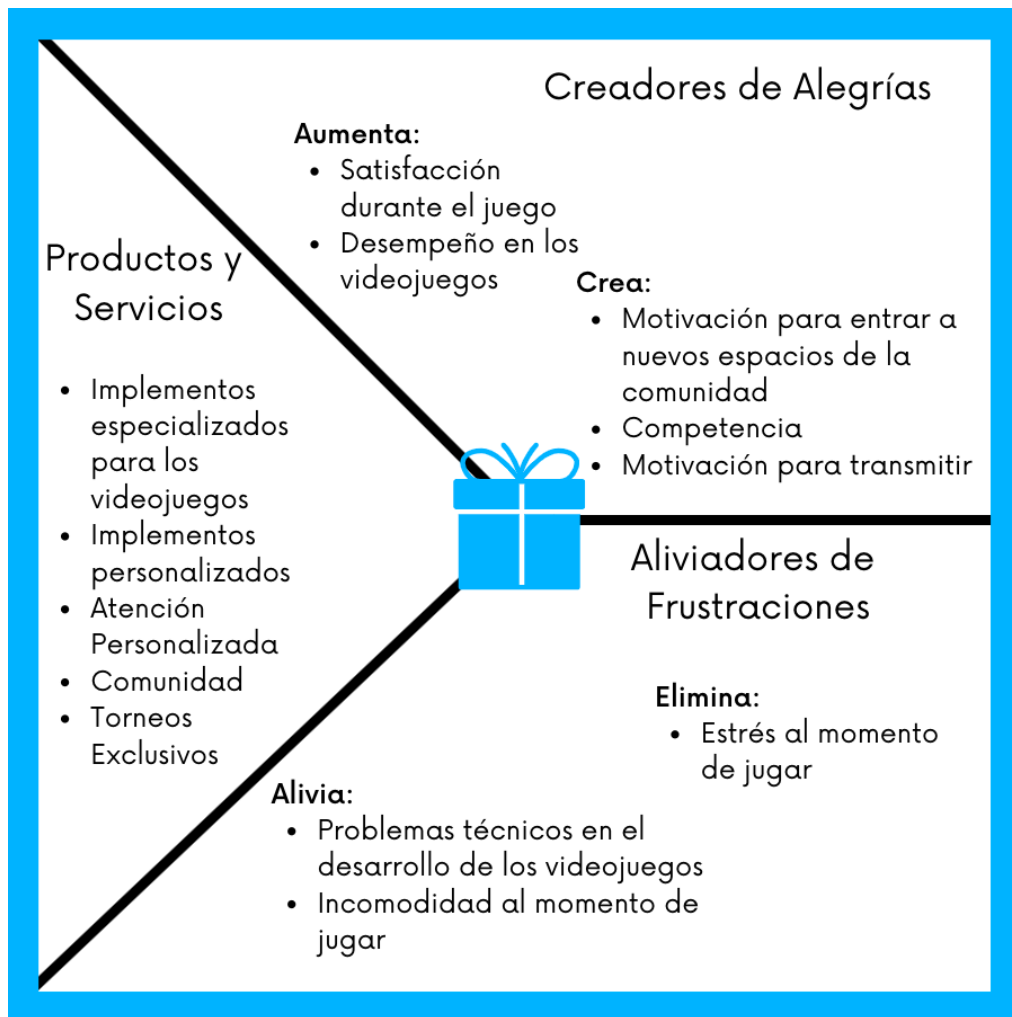 Creadores de Alegrías
Aumenta:
• Satisfacción
durante el juego
• Desempeño en los
videojuegos
Crea:
• Motivación para entrar a
nuevos espacios de la
comunidad
• Competencia
• Motivación para transmitir
Productos y
Servicios
• Implementos
especializados
para los
videojuegos
• Implementos
personalizados
• Atención
Personalizada
• Comunidad
• Torneos
Exclusivos
Aliviadores de
Frustraciones
Elimina:
• Estrés al momento
de jugar
Alivia:
• Problemas técnicos en el
desarrollo de los videojuegos
• Incomodidad al momento de
jugar